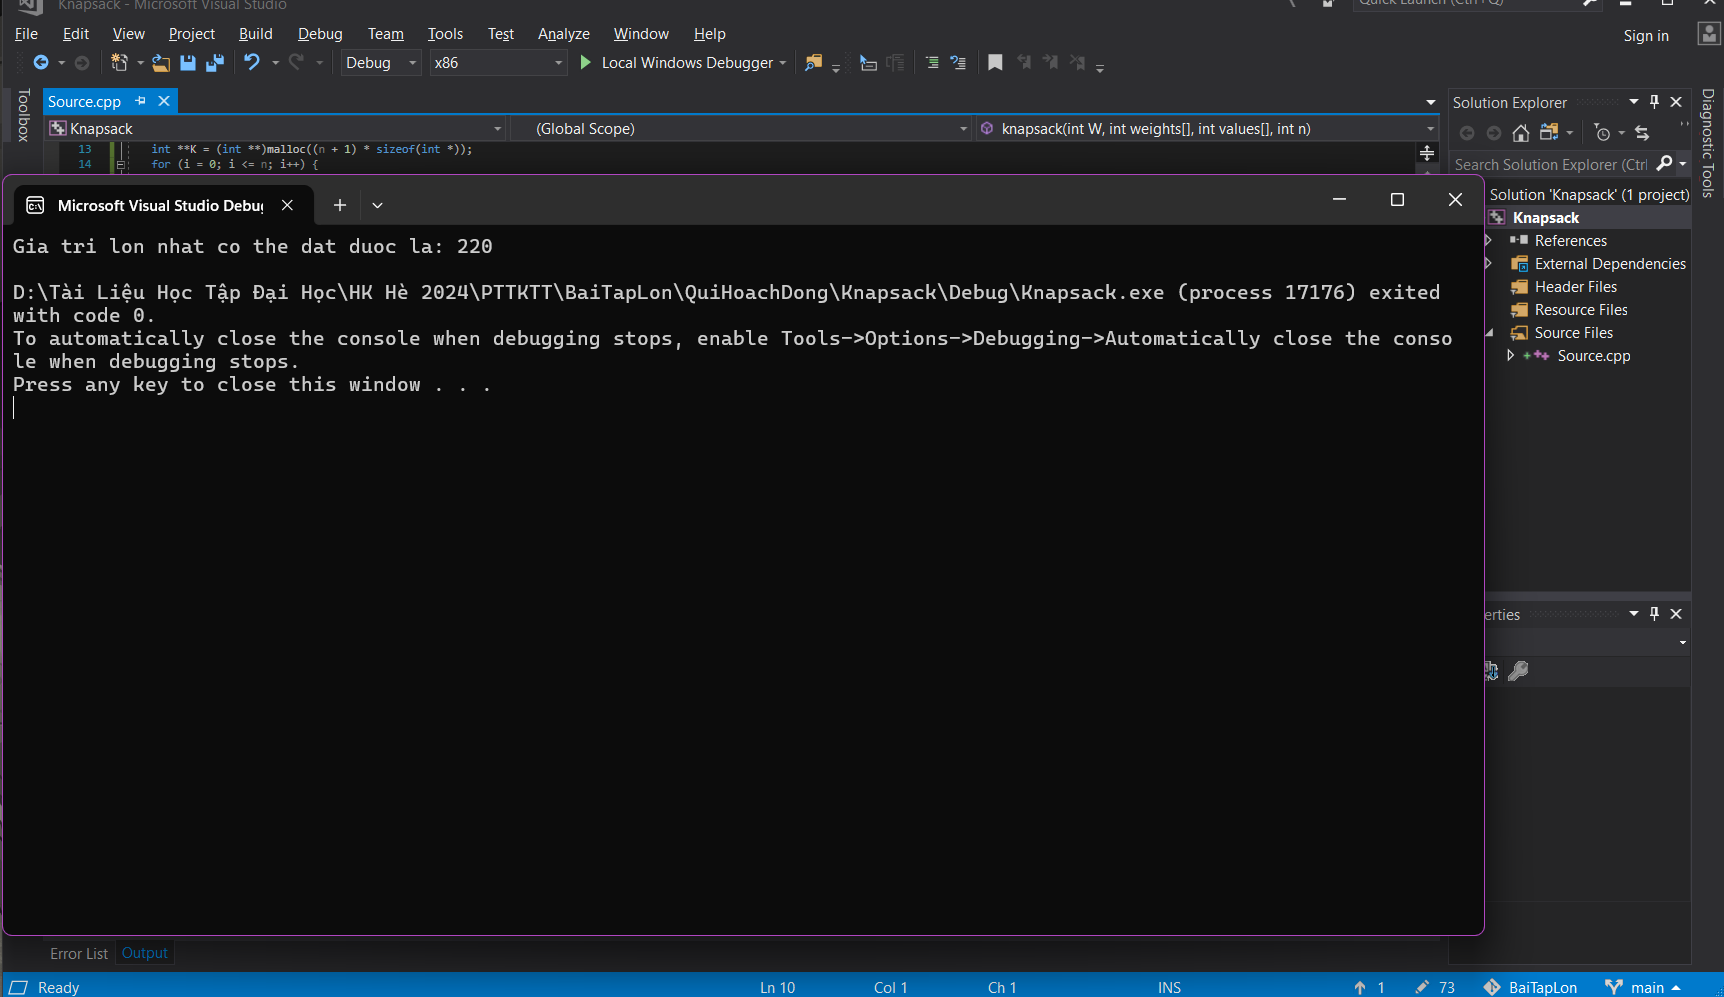 Knapsack - Microsoft Visual Studio
Quick Launch (Ctrl+Q)
File Edit View Project Build Debug Team Tools Test Analyze Window Help
Sign in
Debug x86 Local Windows Debugger
Toolbox
Source.cpp
Knapsack (Global Scope) knapsack(int W, int weights[], int values[], int n)
13 int **K = (int **)malloc((n + 1) * sizeof(int *));
14 for (i = 0; i <= n; i++) {
Microsoft Visual Studio Debug
Gia tri lon nhat co the dat duoc la: 220
D:\Tài Liệu Học Tập Đại Học\HK Hè 2024\PTTKTT\BaiTapLon\QuiHoachDong\Knapsack\Debug\Knapsack.exe (process 17176) exited
with code 0.
To automatically close the console when debugging stops, enable Tools->Options->Debugging->Automatically close the conso
le when debugging stops.
Press any key to close this window . . .
Solution Explorer
Search Solution Explorer (Ctrl
Solution 'Knapsack' (1 project)
Knapsack
References
External Dependencies
Header Files
Resource Files
Source Files
Source.cpp
Diagnostic Tools
erties
Error List Output
Ready Ln 10 Col 1 Ch 1 INS 1 73 BaiTapLon main